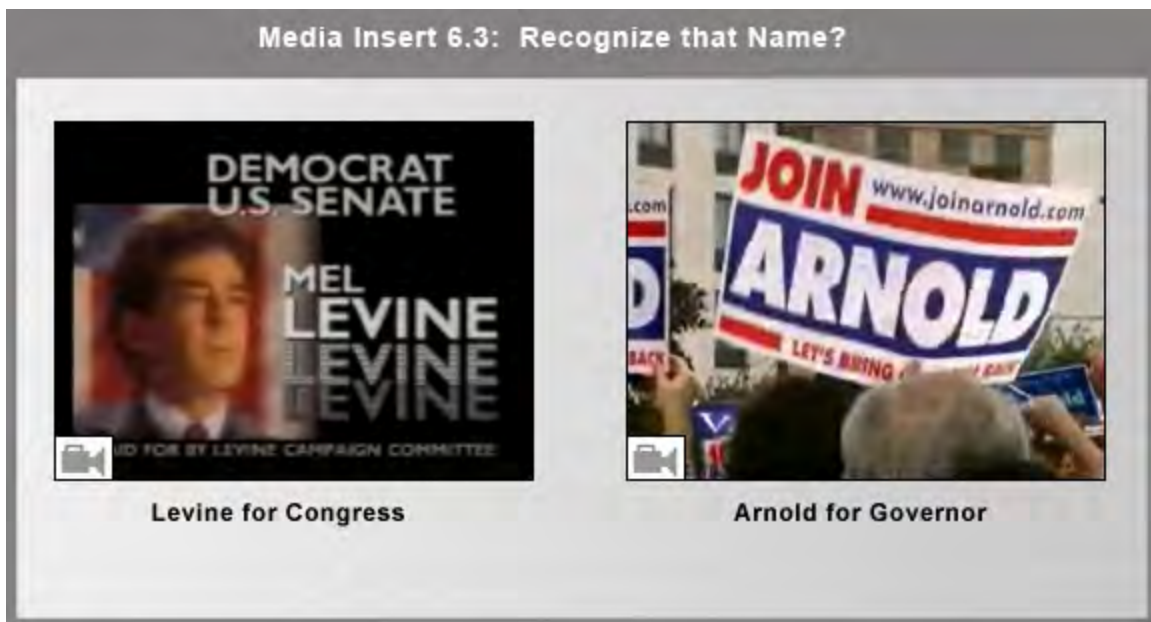 Media Insert 6.3: Recognize that Name?
DEMOCRAT
U.S. SENATE
MEL
LEVINE
LEVINE
LEVINE
FOR BY LEVINE CAMPAIGN COMMITTEE
Levine for Congress
.com
D
BACK
JOIN www.joinarnold.com
ARNOLD
LET'S BRING
Arnold for Governor